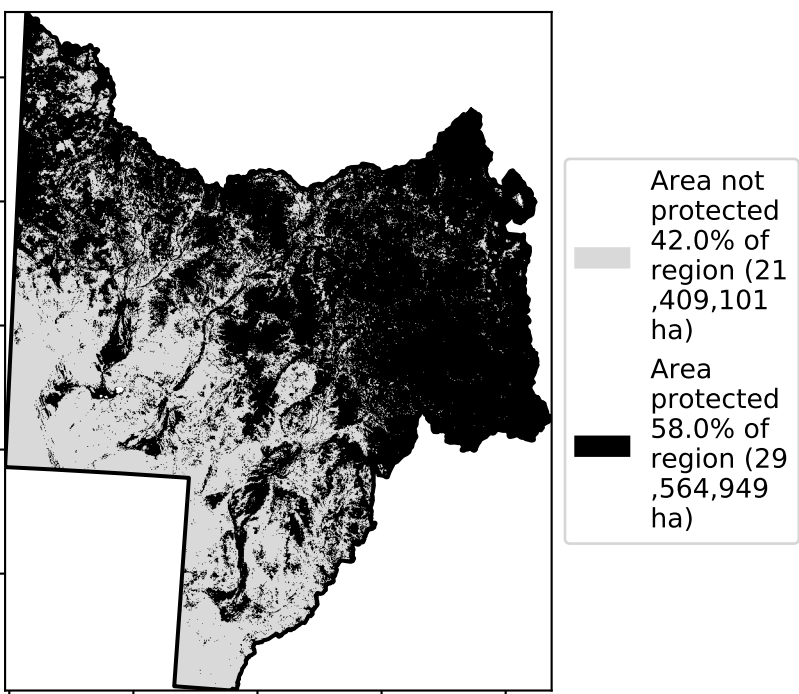 Area not
protected
42.0% of
region (21
,409,101
ha)
Area
protected
58.0% of
region (29
,564,949
ha)